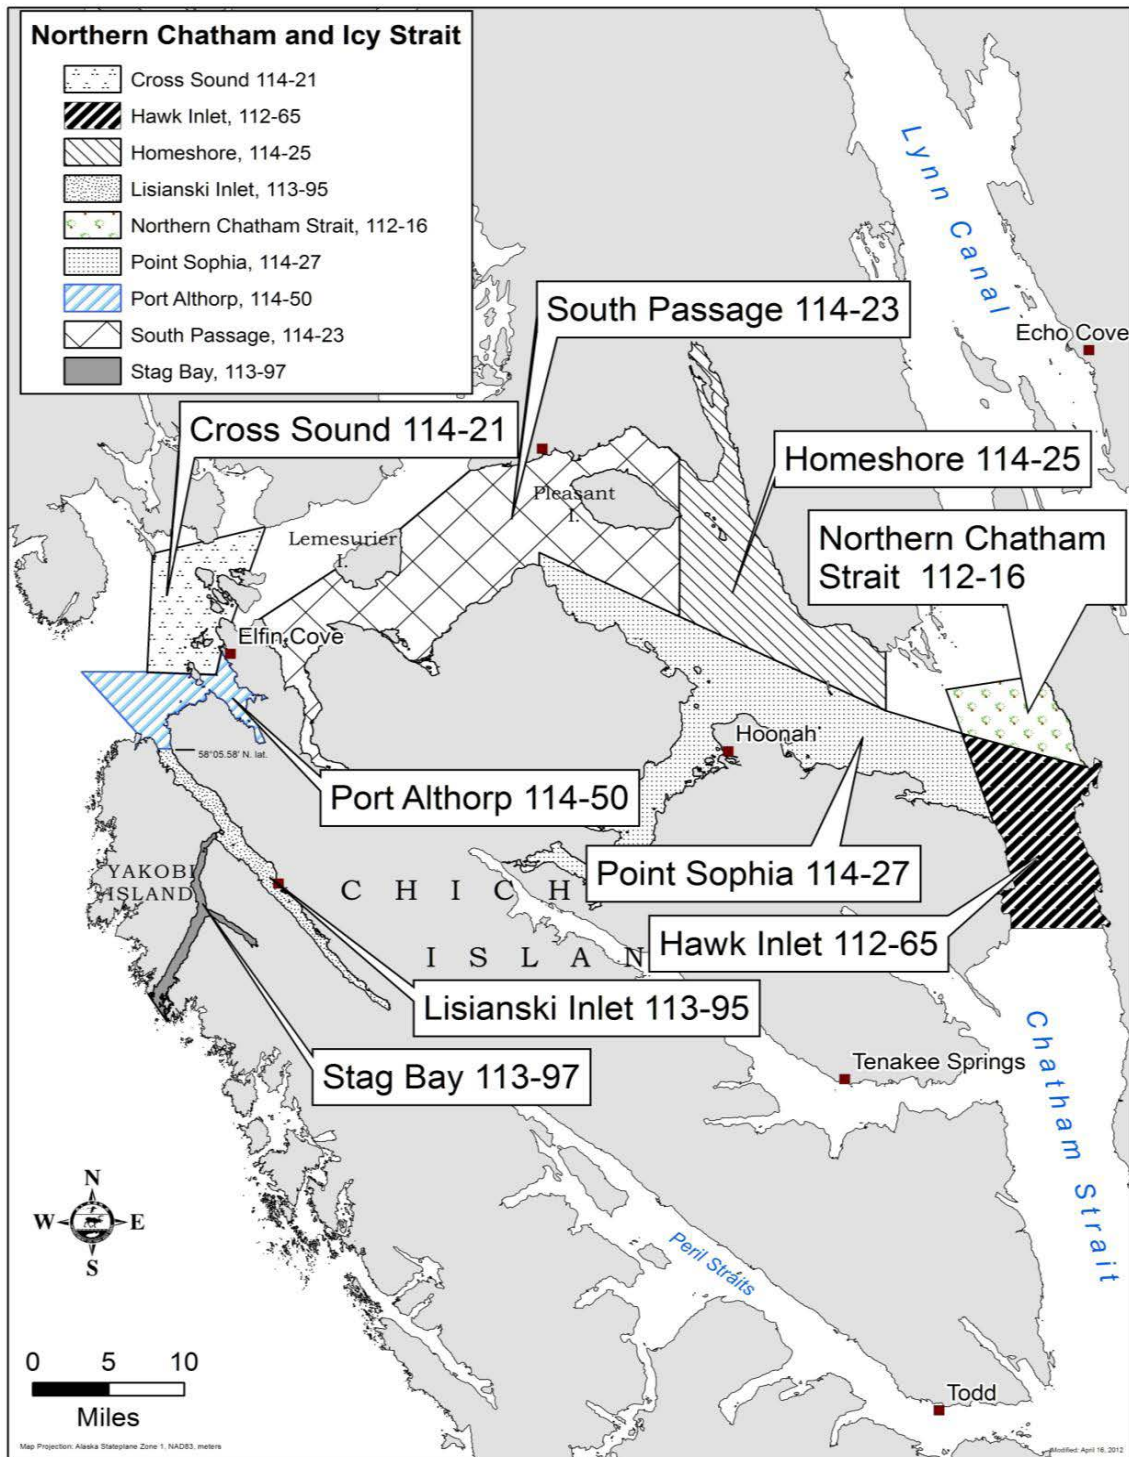 Northern Chatham and Icy Strait
Cross Sound 114-21
Hawk Inlet, 112-65
Homeshore, 114-25
Lisianski Inlet, 113-95
Northern Chatham Strait, 112-16
Point Sophia, 114-27
Port Althorp, 114-50
South Passage, 114-23
Stag Bay, 113-97
Lynn Canal
South Passage 114-23
Echo Cove
Cross Sound 114-21
Homeshore 114-25
Pleasant
I.
Lemesurier
I.
Northern Chatham
Strait 112-16
Elfin Cove
Hoonah
58°05.58' N. lat.
Port Althorp 114-50
Point Sophia 114-27
YAKOBI
ISLAND
CHICH
ISLAN
Hawk Inlet 112-65
Lisianski Inlet 113-95
Stag Bay 113-97
Tenakee Springs
Chatham Strait
N
W E
S
Peril Straits
0 5 10
Miles
Todd
Map Projection: Alaska Stateplane Zone 1, NAD83, meters
Modified: April 16, 2012